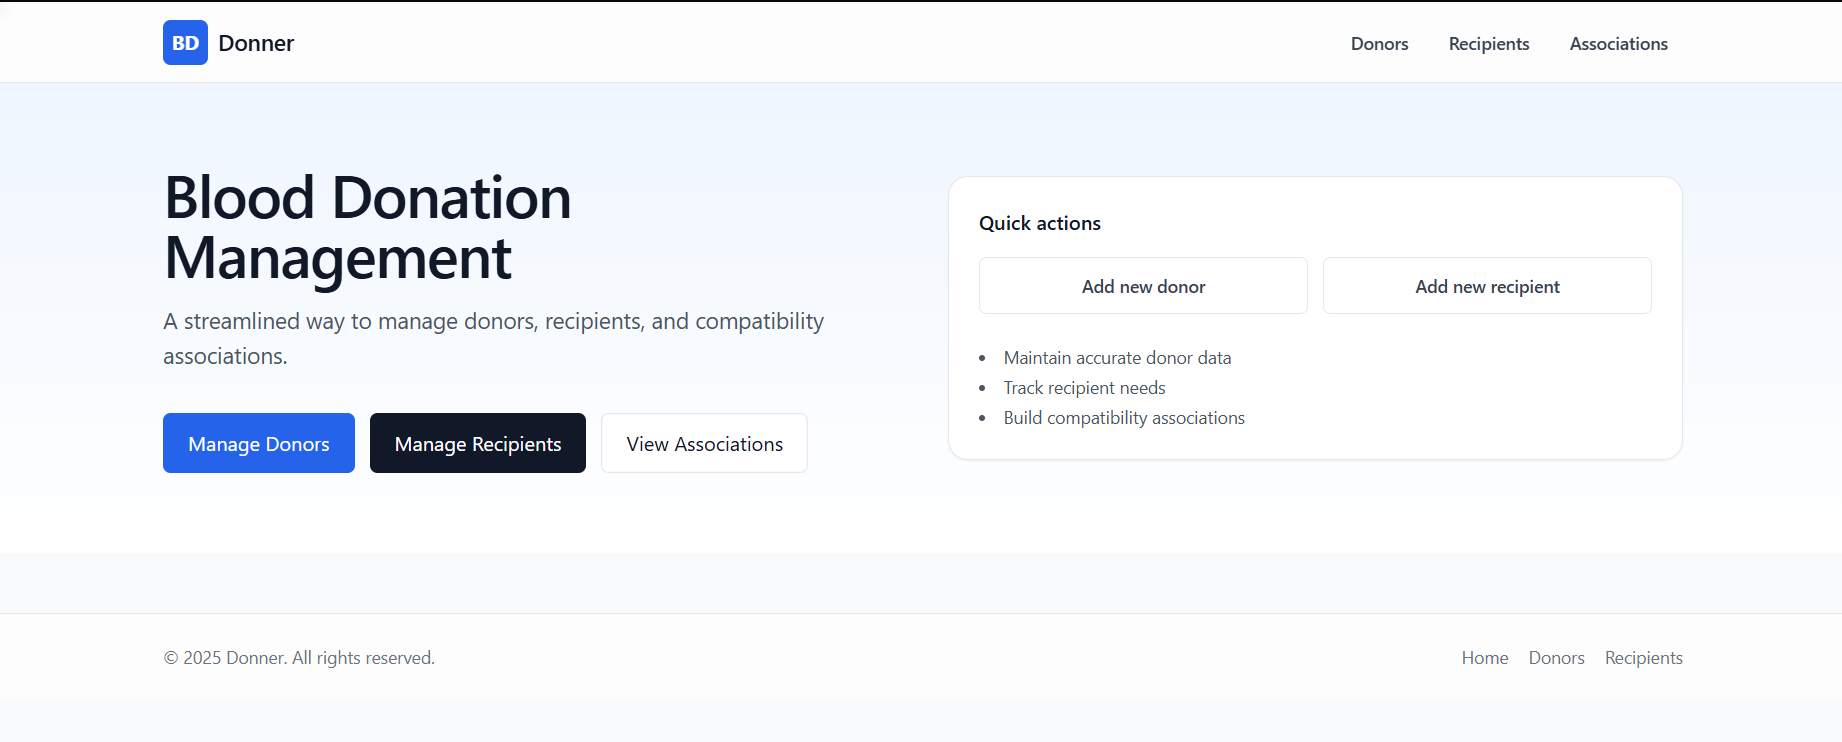 BD Donner
Donors Recipients Associations
Blood Donation
Management
A streamlined way to manage donors, recipients, and compatibility
associations.
Manage Donors Manage Recipients View Associations
Quick actions
Add new donor Add new recipient
• Maintain accurate donor data
• Track recipient needs
• Build compatibility associations
© 2025 Donner. All rights reserved.
Home Donors Recipients